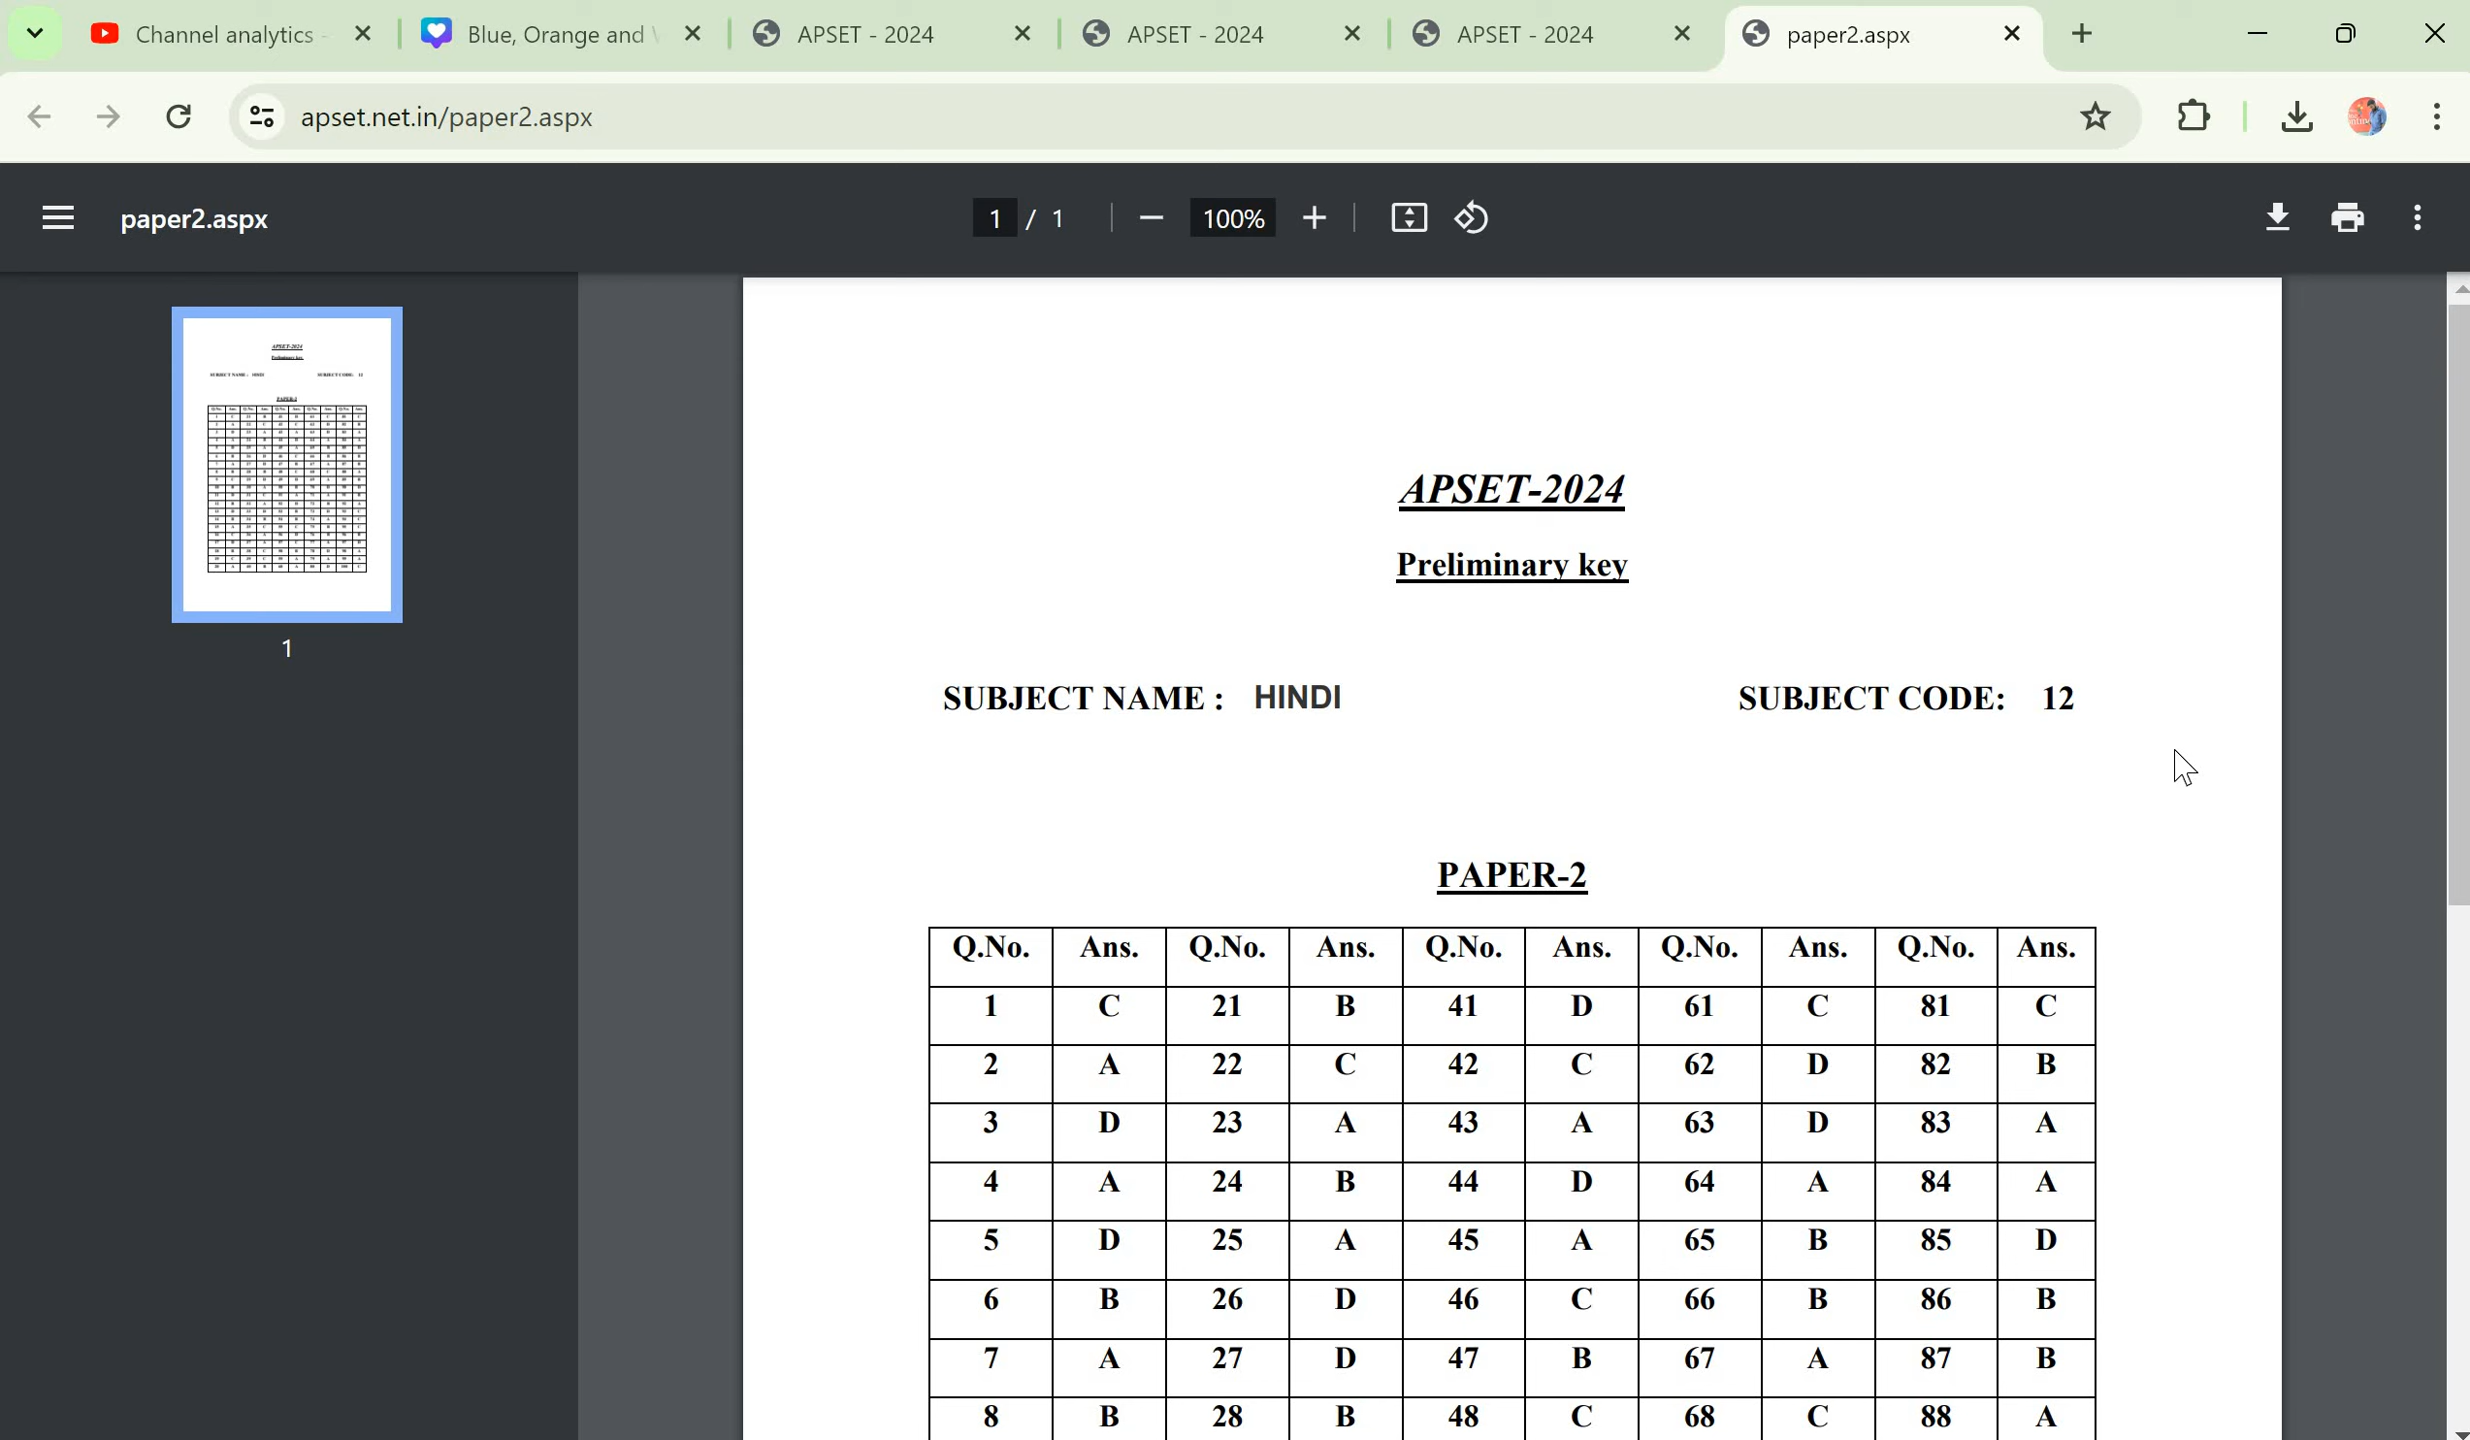 Channel analytics -
Blue, Orange and
APSET - 2024
APSET - 2024
APSET - 2024
paper2.aspx
apset.net.in/paper2.aspx
paper2.aspx
1 / 1
100%
1
APSET-2024
Preliminary key
SUBJECT NAME : HINDI SUBJECT CODE: 12
PAPER-2
Q.No. Ans. Q.No. Ans. Q.No. Ans. Q.No. Ans. Q.No. Ans.
1 C 21 B 41 D 61 C 81 C
2 A 22 C 42 C 62 D 82 B
3 D 23 A 43 A 63 D 83 A
4 A 24 B 44 D 64 A 84 A
5 D 25 A 45 A 65 B 85 D
6 B 26 D 46 C 66 B 86 B
7 A 27 D 47 B 67 A 87 B
8 B 28 B 48 C 68 C 88 A